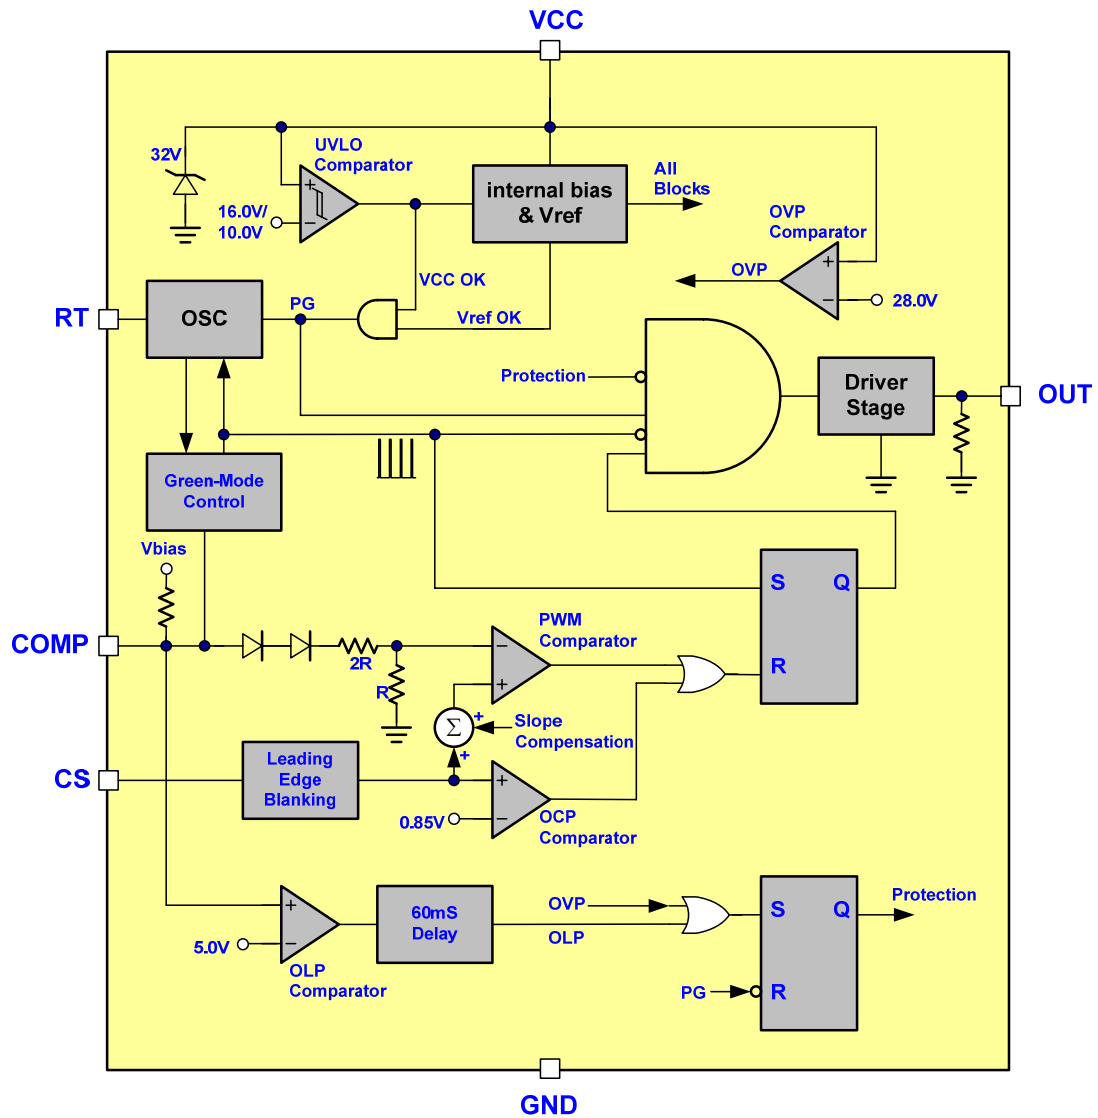 VCC
32V
UVLO
Comparator
+
−
16.0V/
10.0V
internal bias
& Vref
All
Blocks
OVP
Comparator
+
−
OVP
28.0V
VCC OK
Vref OK
PG
RT
OSC
Protection
Driver
Stage
OUT
Green-Mode
Control
Vbias
COMP
2R
R
PWM
Comparator
−
+
S
Q
R
Σ
+
+
Slope
Compensation
CS
Leading
Edge
Blanking
0.85V
+
−
OCP
Comparator
5.0V
+
−
OLP
Comparator
60mS
Delay
OVP
OLP
S
Q
R
PG
Protection
GND